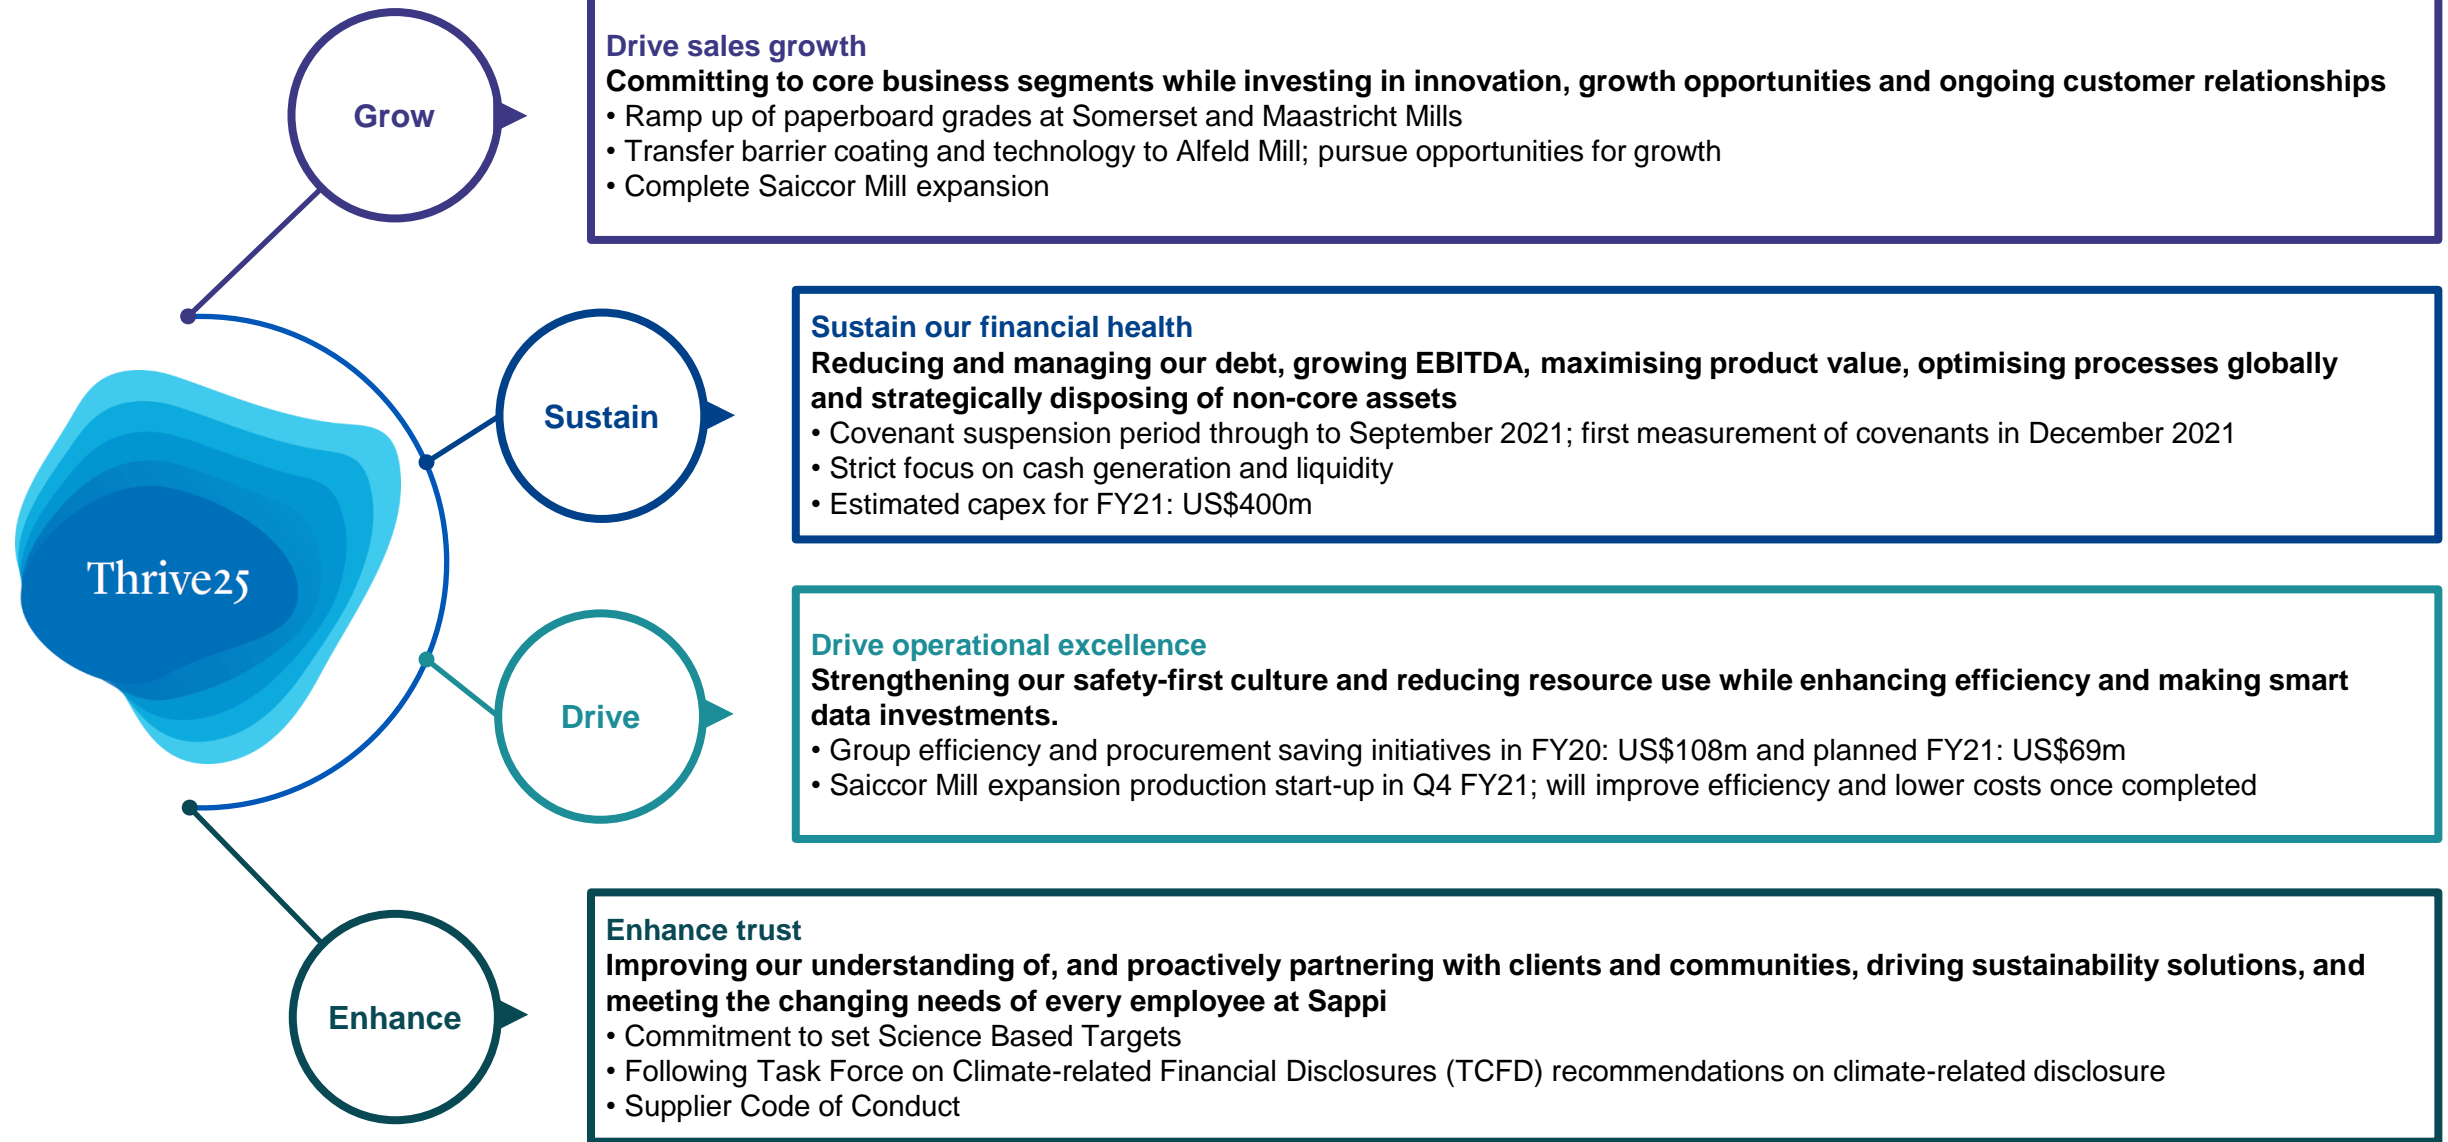 Grow
Drive sales growth
Committing to core business segments while investing in innovation, growth opportunities and ongoing customer relationships
• Ramp up of paperboard grades at Somerset and Maastricht Mills
• Transfer barrier coating and technology to Alfeld Mill; pursue opportunities for growth
• Complete Saiccor Mill expansion
Thrive25
Sustain
Sustain our financial health
Reducing and managing our debt, growing EBITDA, maximising product value, optimising processes globally
and strategically disposing of non-core assets
• Covenant suspension period through to September 2021; first measurement of covenants in December 2021
• Strict focus on cash generation and liquidity
• Estimated capex for FY21: US$400m
Drive
Drive operational excellence
Strengthening our safety-first culture and reducing resource use while enhancing efficiency and making smart
data investments.
• Group efficiency and procurement saving initiatives in FY20: US$108m and planned FY21: US$69m
• Saiccor Mill expansion production start-up in Q4 FY21; will improve efficiency and lower costs once completed
Enhance
Enhance trust
Improving our understanding of, and proactively partnering with clients and communities, driving sustainability solutions, and
meeting the changing needs of every employee at Sappi
• Commitment to set Science Based Targets
• Following Task Force on Climate-related Financial Disclosures (TCFD) recommendations on climate-related disclosure
• Supplier Code of Conduct